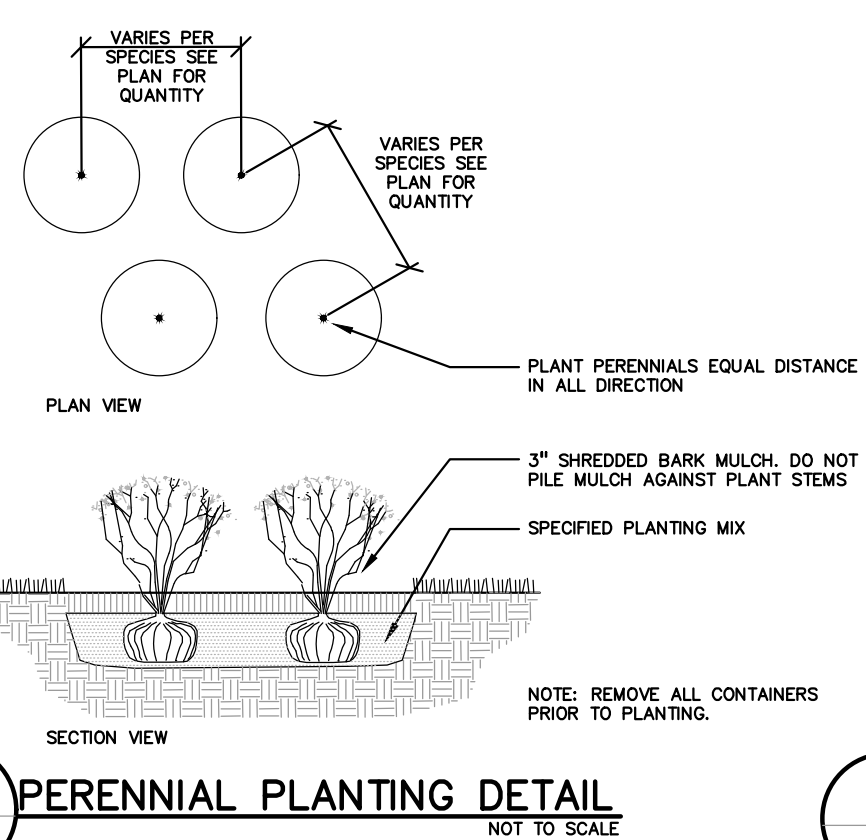 VARIES PER
SPECIES SEE
PLAN FOR
QUANTITY
VARIES PER
SPECIES SEE
PLAN FOR
QUANTITY
PLANT PERENNIALS EQUAL DISTANCE
IN ALL DIRECTION
PLAN VIEW
3" SHREDDED BARK MULCH. DO NOT
PILE MULCH AGAINST PLANT STEMS
SPECIFIED PLANTING MIX
NOTE: REMOVE ALL CONTAINERS
PRIOR TO PLANTING.
SECTION VIEW
PERENNIAL PLANTING DETAIL
NOT TO SCALE